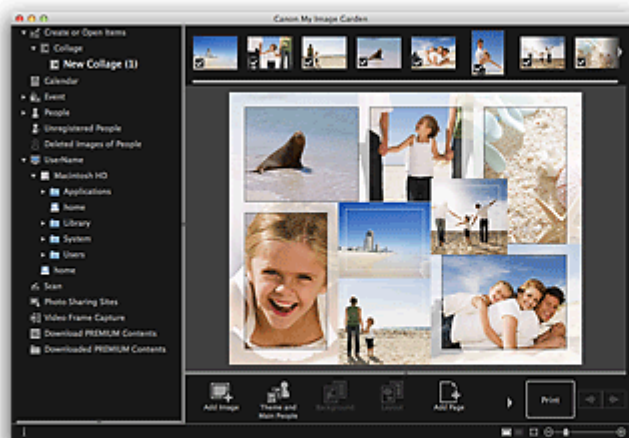 Canon My Image Garden
Create or Open Items
Collage
New Collage (1)
Calendar
Event
People
Unregistered People
Deleted Images of People
UserName
Macintosh HD
Applications
home
Library
System
Users
home
Scan
Photo Sharing Sites
Video Frame Capture
Download PREMIUM Contents
Downloaded PREMIUM Contents
Add Image
Theme and
Main People
Background
Layout
Add Page
Print